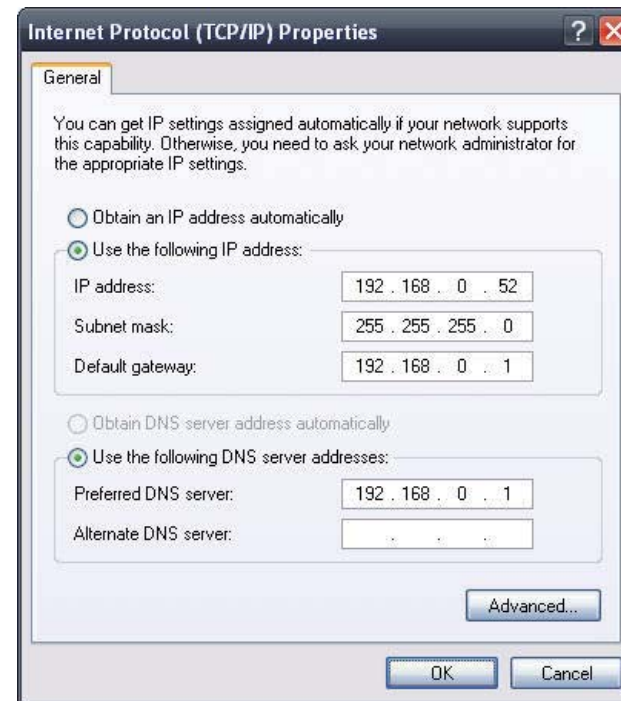 Internet Protocol (TCP/IP) Properties
General
You can get IP settings assigned automatically if your network supports
this capability. Otherwise, you need to ask your network administrator for
the appropriate IP settings.
Obtain an IP address automatically
Use the following IP address:
IP address: 192 . 168 . 0 . 52
Subnet mask: 255 . 255 . 255 . 0
Default gateway: 192 . 168 . 0 . 1
Obtain DNS server address automatically
Use the following DNS server addresses:
Preferred DNS server: 192 . 168 . 0 . 1
Alternate DNS server: . . .
Advanced...
OK Cancel